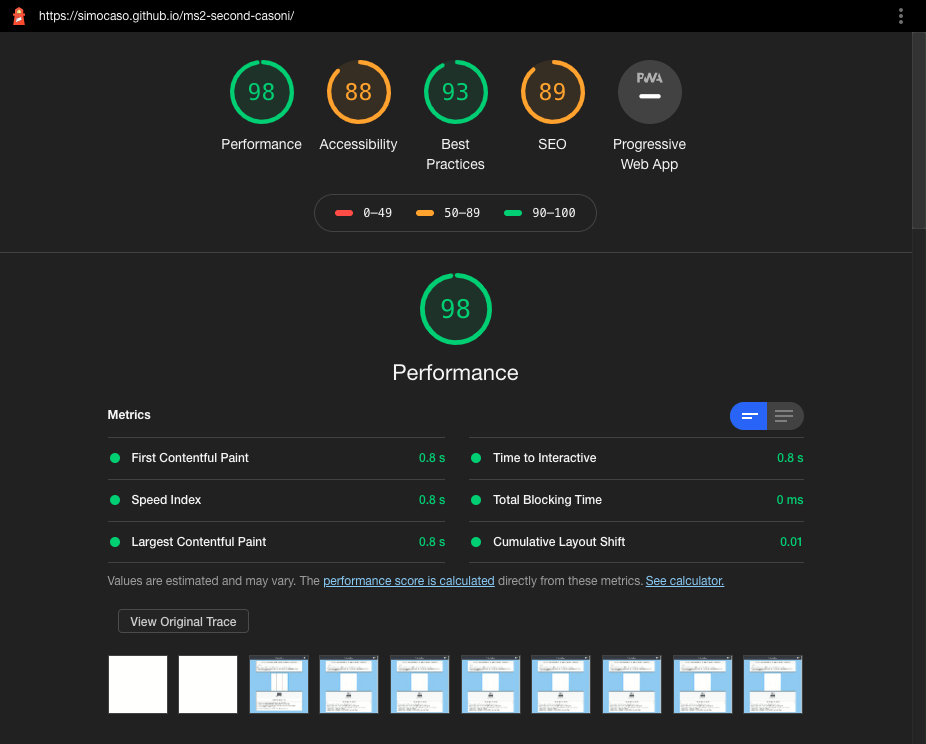 https://simocaso.github.io/ms2-second-casoni/
98 88 93 89 PWA
Performance Accessibility Best Practices SEO Progressive Web App
0–49 50–89 90–100
98
Performance
Metrics
First Contentful Paint 0.8 s Time to Interactive 0.8 s
Speed Index 0.8 s Total Blocking Time 0 ms
Largest Contentful Paint 0.8 s Cumulative Layout Shift 0.01
Values are estimated and may vary. The performance score is calculated directly from these metrics. See calculator.
View Original Trace